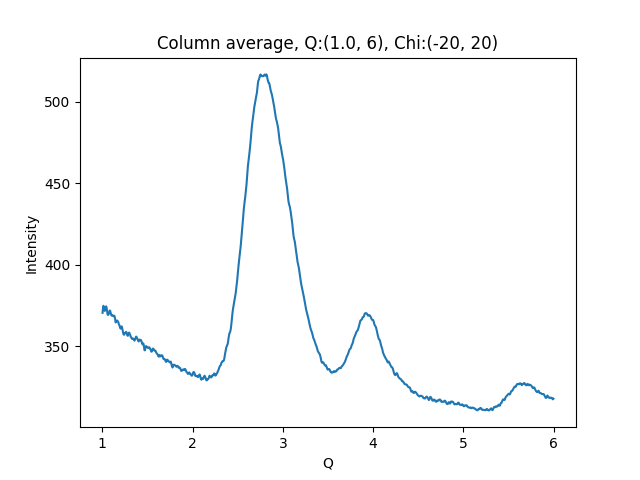 Column average, Q:(1.0, 6), Chi:(-20, 20)
500
450
400
350
Intensity
1 2 3 4 5 6
Q